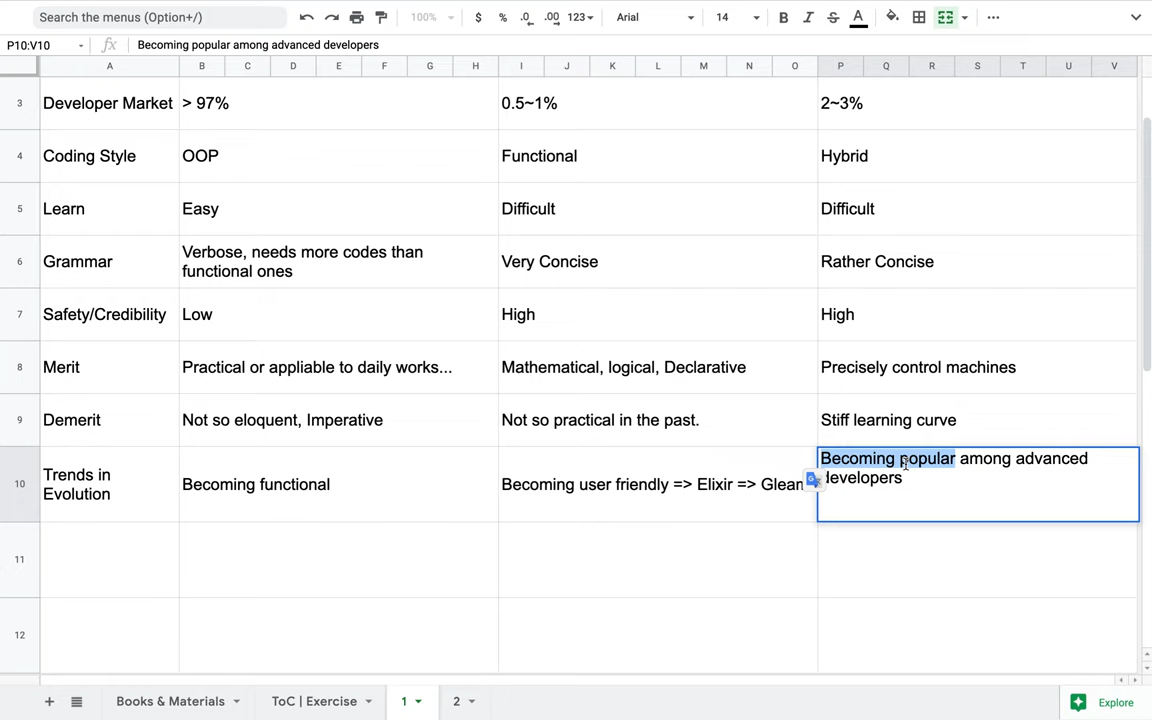 Search the menus (Option+/)
100%
$ % .0 .00 123
Arial
14
B I S A
P10:V10
fx Becoming popular among advanced developers
A B C D E F G H I J K L M N O P Q R S T U V
3 Developer Market > 97% 0.5~1% 2~3%
4 Coding Style OOP Functional Hybrid
5 Learn Easy Difficult Difficult
Verbose, needs more codes than
6 Grammar functional ones Very Concise Rather Concise
7 Safety/Credibility Low High High
8 Merit Practical or appliable to daily works... Mathematical, logical, Declarative Precisely control machines
9 Demerit Not so eloquent, Imperative Not so practical in the past. Stiff learning curve
10 Trends in
Evolution
Becoming functional
Becoming user friendly => Elixir => Gleam
Becoming popular among advanced
developers
11
12
Books & Materials ToC | Exercise 1 2 Explore